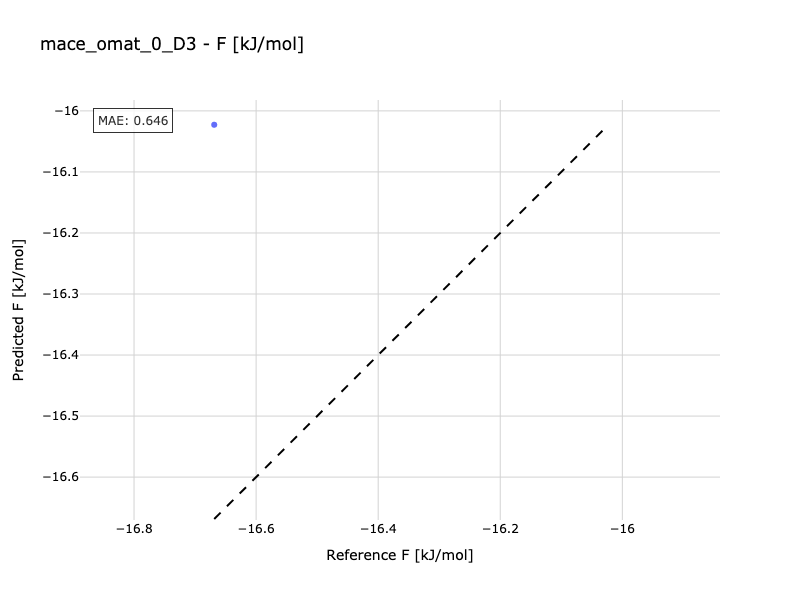 mace_omat_0_D3 - F [kJ/mol]
MAE: 0.646
−16
−16.1
−16.2
−16.3
−16.4
−16.5
−16.6
Predicted F [kJ/mol]
−16.8 −16.6 −16.4 −16.2 −16
Reference F [kJ/mol]